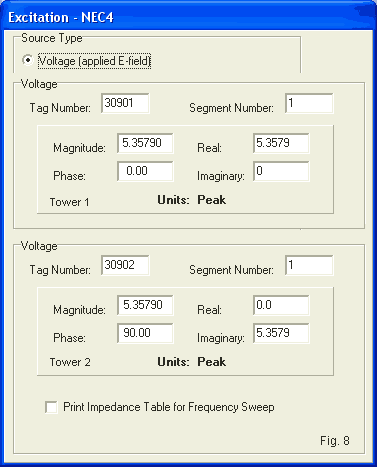 Excitation - NEC4
Source Type
Voltage (applied E-field)
Voltage
Tag Number: 30901 Segment Number: 1
Magnitude: 5.35790 Real: 5.3579
Phase: 0.00 Imaginary: 0
Tower 1 Units: Peak
Voltage
Tag Number: 30902 Segment Number: 1
Magnitude: 5.35790 Real: 0.0
Phase: 90.00 Imaginary: 5.3579
Tower 2 Units: Peak
Print Impedance Table for Frequency Sweep
Fig. 8